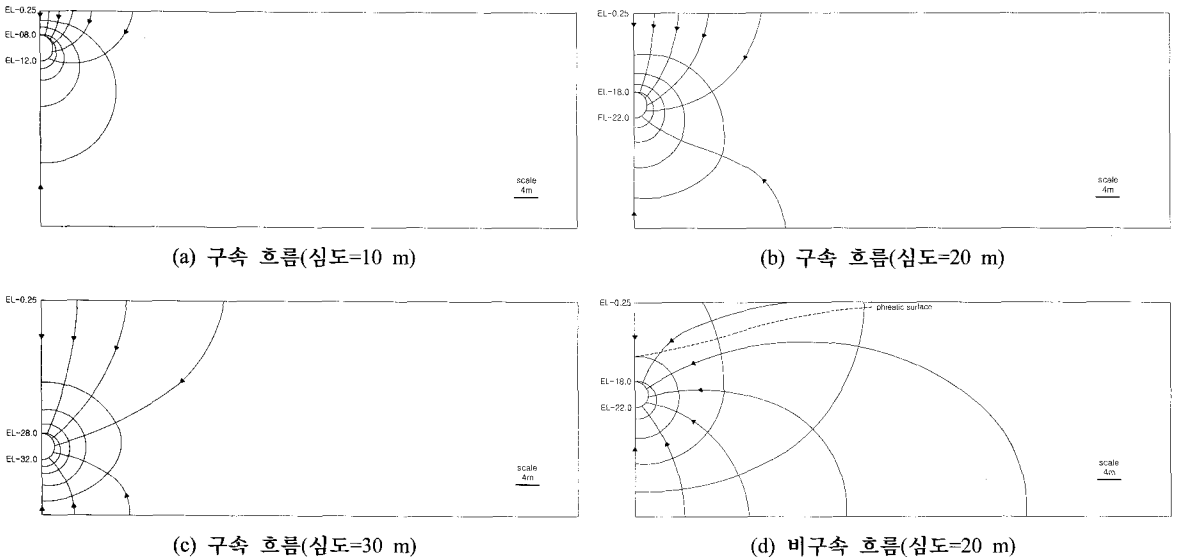 EL-0.25
EL-08.0
EL-12.0
scale
4m
(a) 구속 흐름(심도=10 m)
EL-0.25
EL-18.0
EL-22.0
scale
4m
(b) 구속 흐름(심도=20 m)
EL-0.25
EL-28.0
EL-32.0
scale
4m
(c) 구속 흐름(심도=30 m)
EL-0.25
phreatic surface
EL-18.0
EL-22.0
scale
4m
(d) 비구속 흐름(심도=20 m)